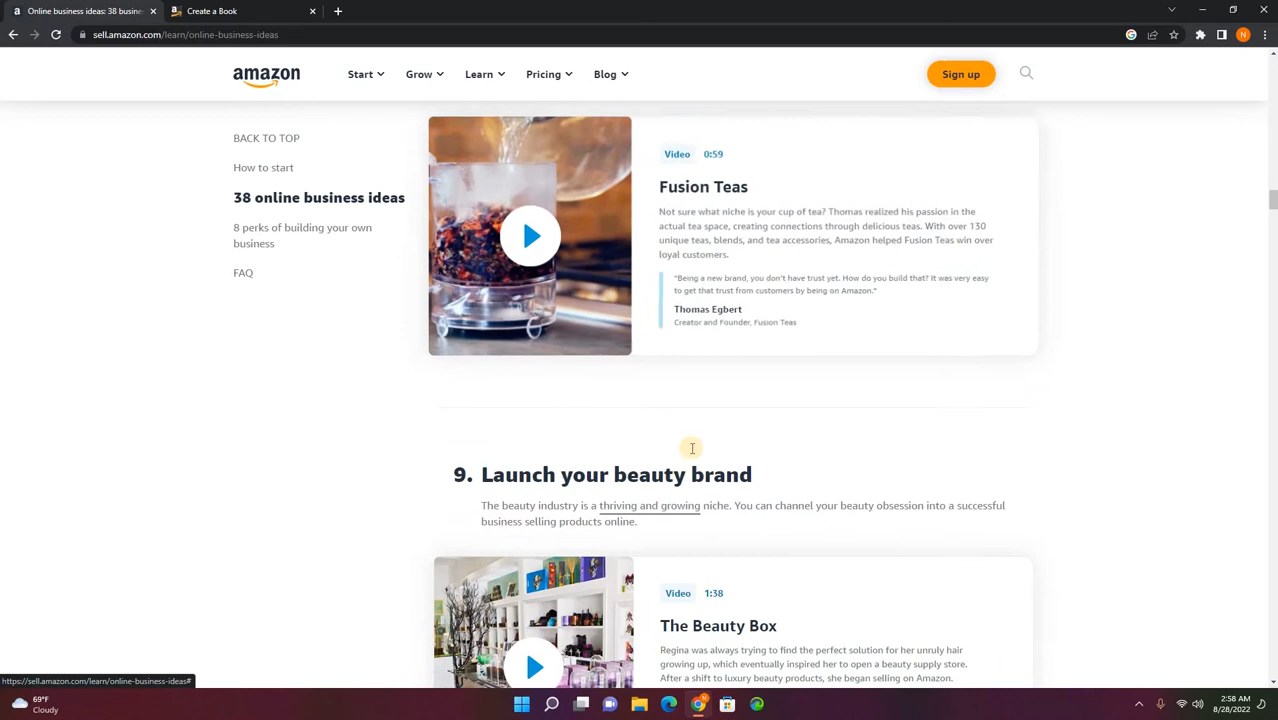 Online business ideas: 38 busine
Create a Book
sell.amazon.com/learn/online-business-ideas
N
amazon
Start
Grow
Learn
Pricing
Blog
Sign up
BACK TO TOP
How to start
38 online business ideas
8 perks of building your own
business
FAQ
Video 0:59
Fusion Teas
Not sure what niche is your cup of tea? Thomas realized his passion in the
actual tea space, creating connections through delicious teas. With over 130
unique teas, blends, and tea accessories, Amazon helped Fusion Teas win over
loyal customers.
"Being a new brand, you don't have trust yet. How do you build that? It was very easy
to get that trust from customers by being on Amazon."
Thomas Egbert
Creator and Founder, Fusion Teas
9. Launch your beauty brand
The beauty industry is a thriving and growing niche. You can channel your beauty obsession into a successful
business selling products online.
Video 1:38
The Beauty Box
Regina was always trying to find the perfect solution for her unruly hair
growing up, which eventually inspired her to open a beauty supply store.
After a shift to luxury beauty products, she began selling on Amazon.
https://sell.amazon.com/learn/online-business-ideas#
69°F
Cloudy
2:58 AM
8/28/2022